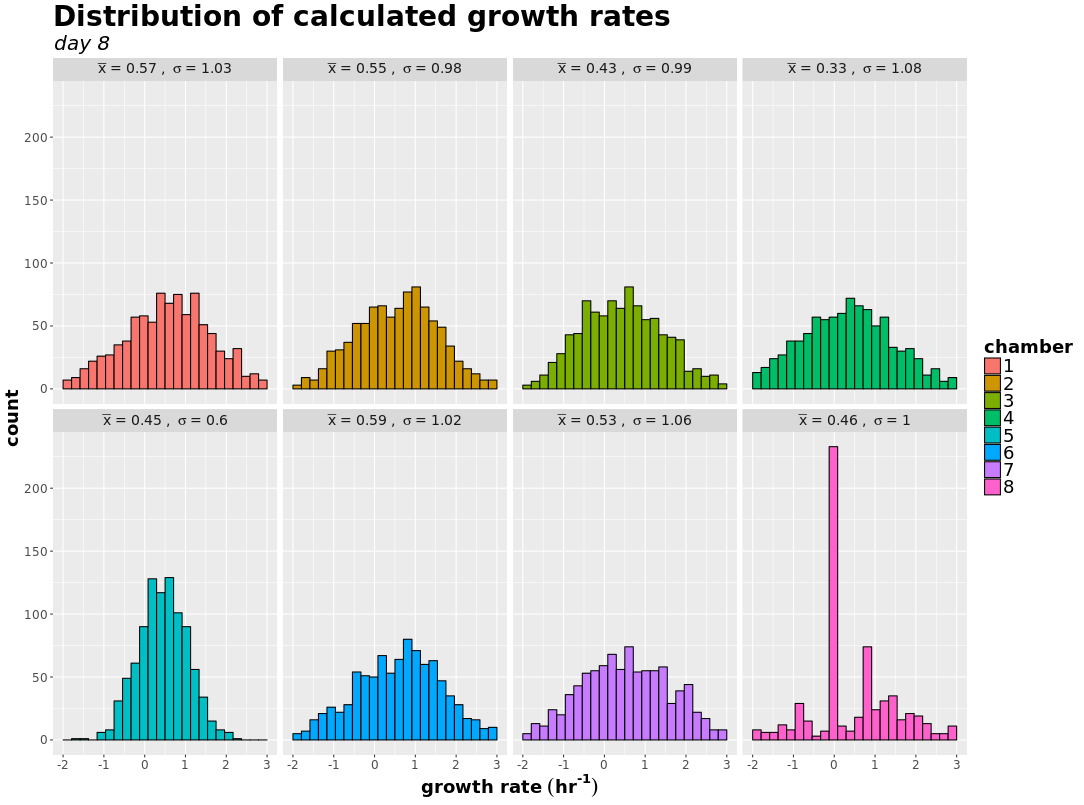 Distribution of calculated growth rates
day 8
x̅ = 0.57 , σ = 1.03
x̅ = 0.55 , σ = 0.98
x̅ = 0.43 , σ = 0.99
x̅ = 0.33 , σ = 1.08
200
150
100
50
0
x̅ = 0.45 , σ = 0.6
x̅ = 0.59 , σ = 1.02
x̅ = 0.53 , σ = 1.06
x̅ = 0.46 , σ = 1
200
150
100
50
0
-2 -1 0 1 2 3
-2 -1 0 1 2 3
-2 -1 0 1 2 3
-2 -1 0 1 2 3
count
growth rate (hr⁻¹)
chamber
1
2
3
4
5
6
7
8